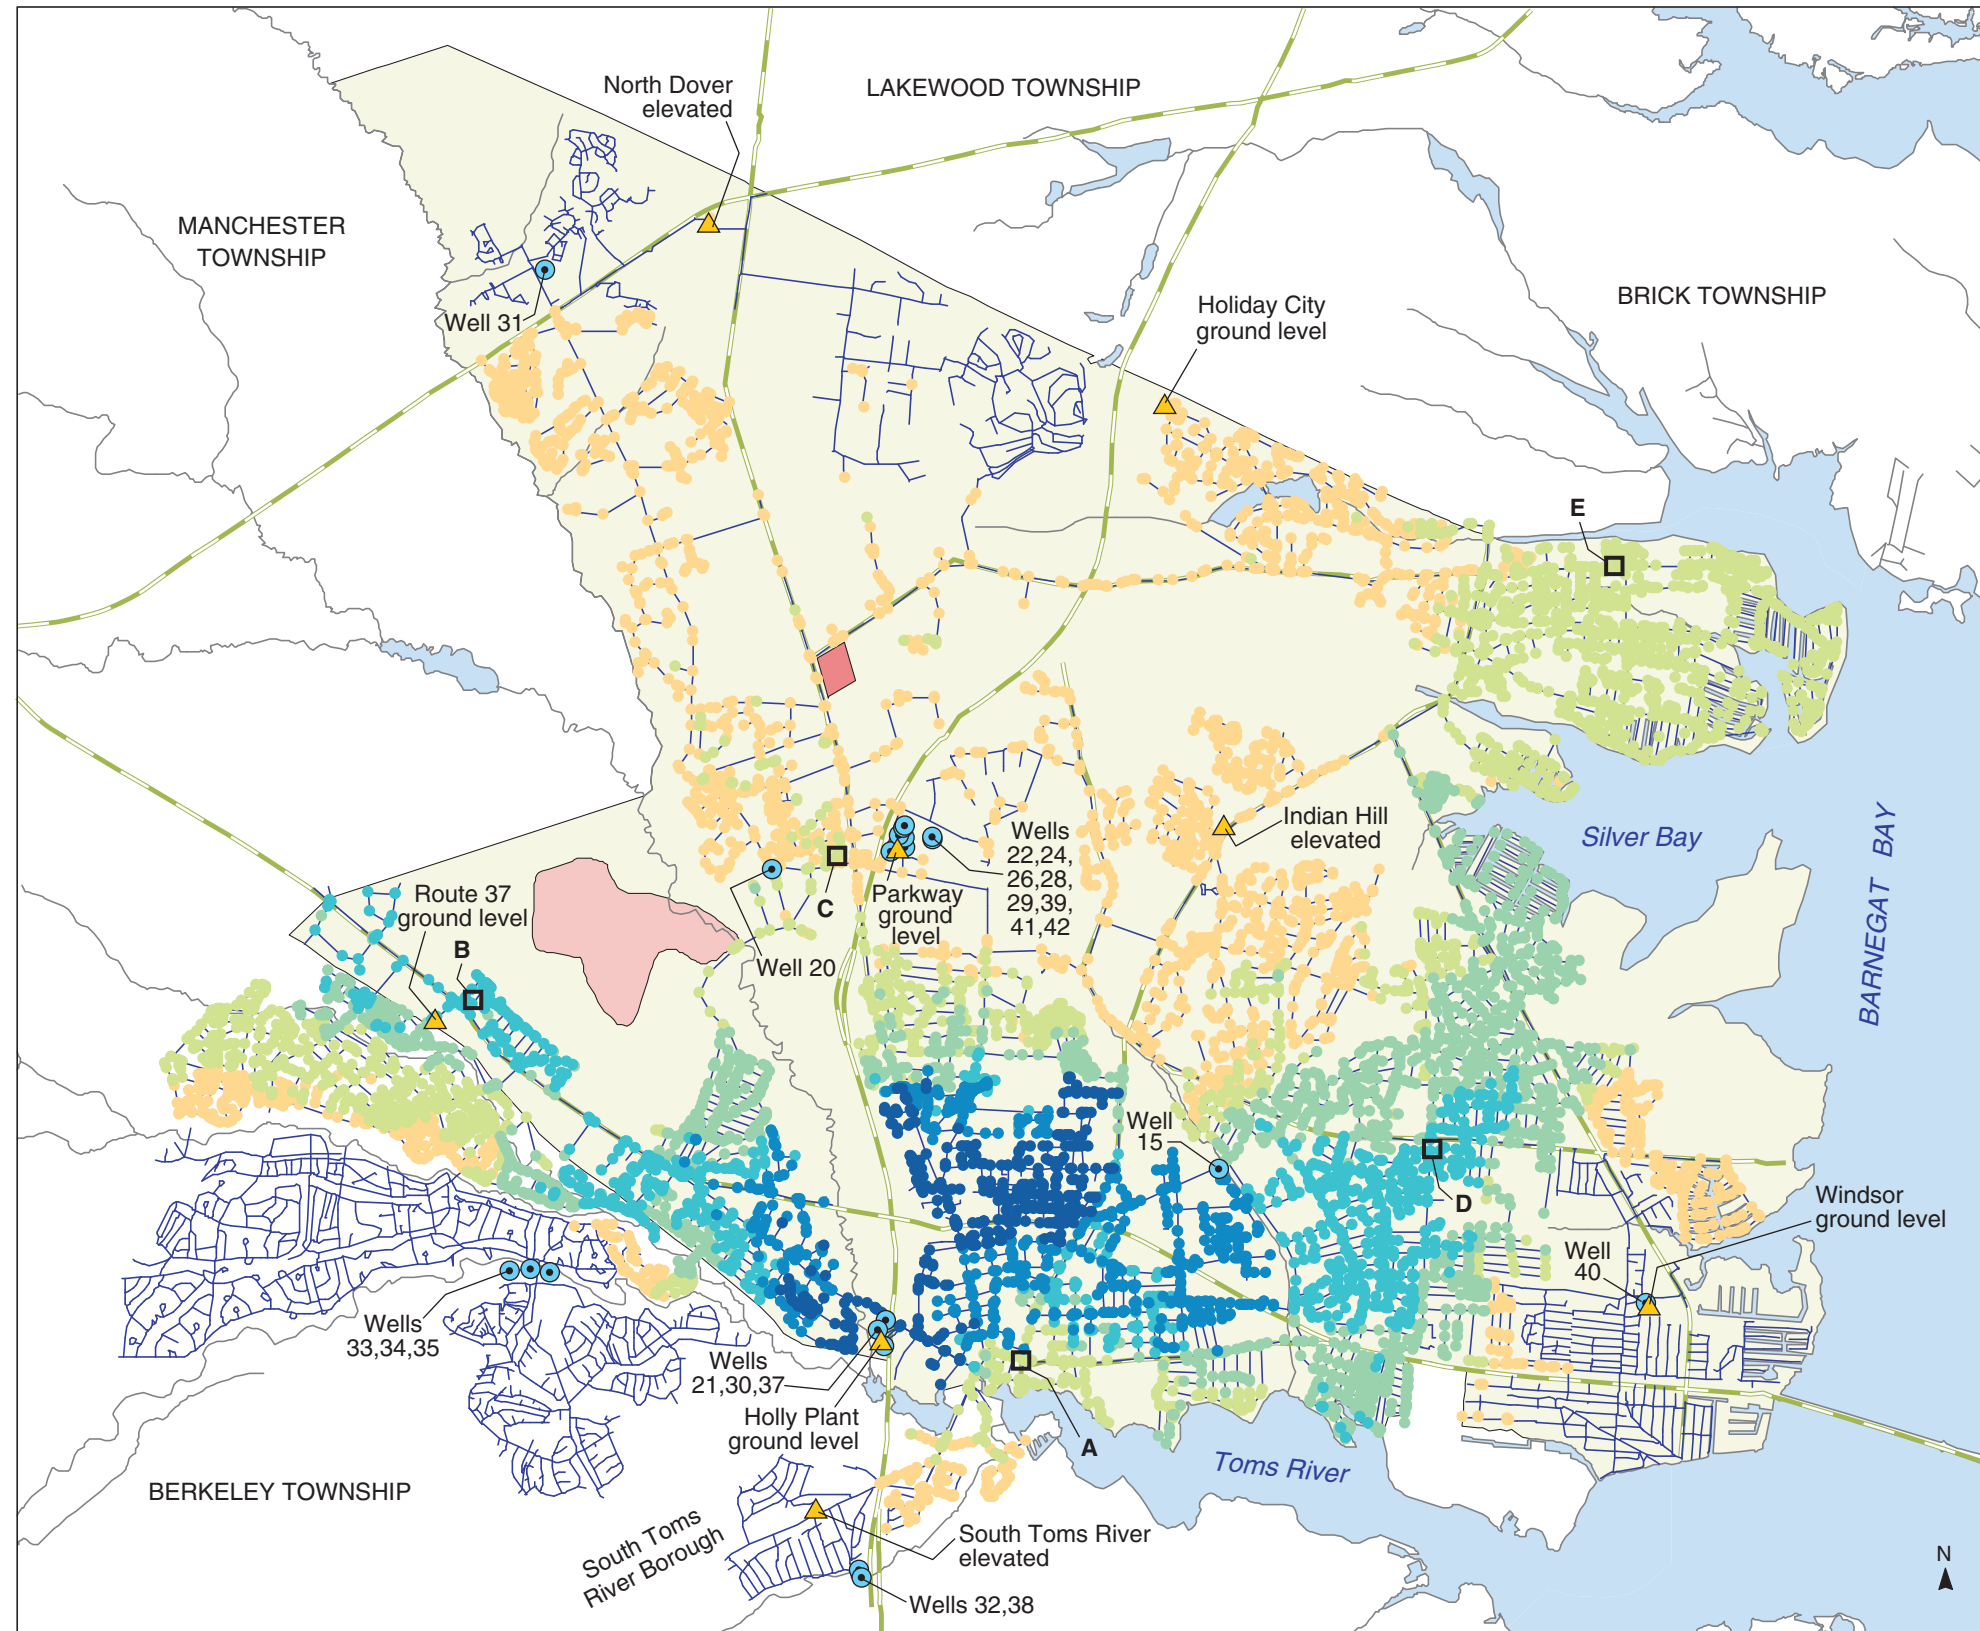 North Dover
elevated
LAKEWOOD TOWNSHIP
MANCHESTER
TOWNSHIP
BRICK TOWNSHIP
Holiday City
ground level
Well 31
E
Indian Hill
elevated
Silver Bay
BARNEGAT BAY
Wells
22,24,
26,28,
29,39,
41,42
Parkway
ground
level
C
Well 20
Route 37
ground level
B
Well
15
D
Windsor
ground level
Well
40
Wells
33,34,35
Wells
21,30,37
Holly Plant
ground level
A
Toms River
BERKELEY TOWNSHIP
South Toms
River Borough
South Toms River
elevated
Wells 32,38
N